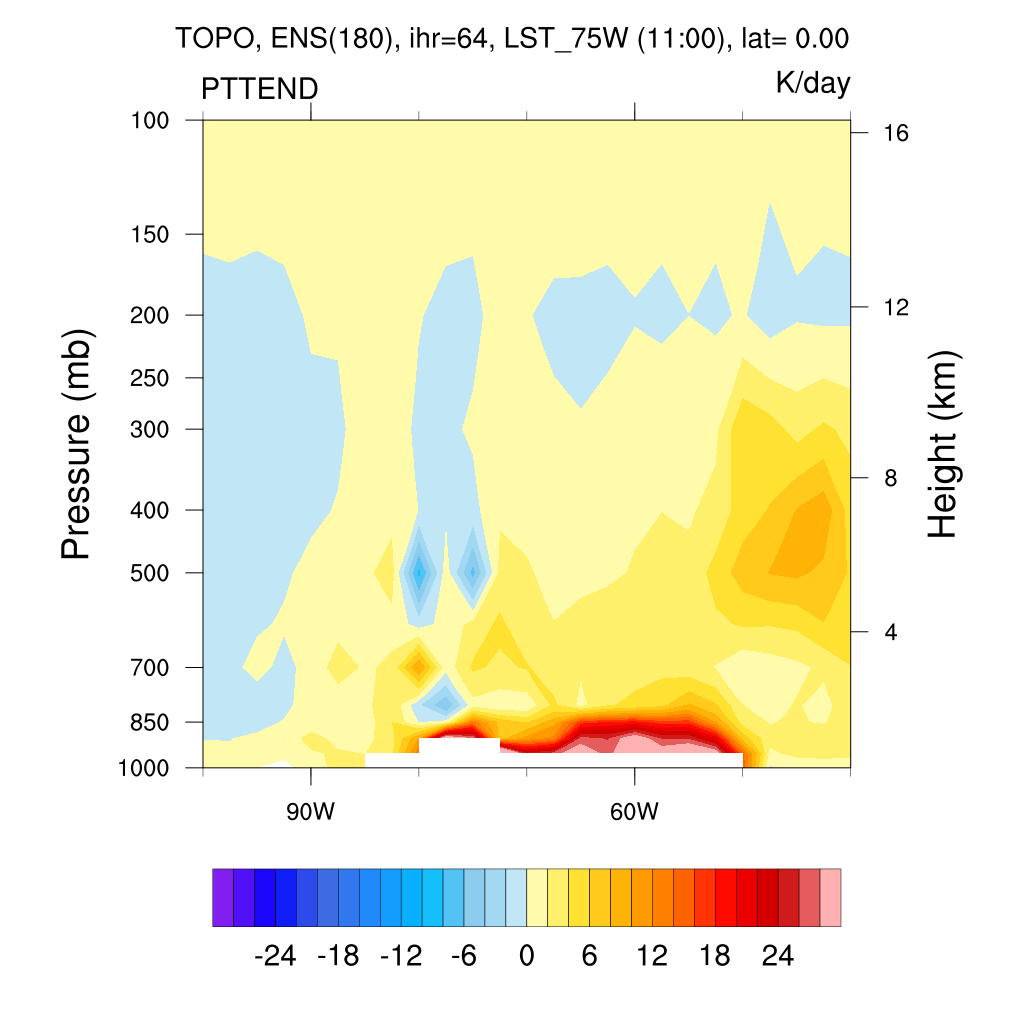 TOPO, ENS(180), ihr=64, LST_75W (11:00), lat= 0.00
PTTEND
K/day
100
150
200
250
300
400
500
700
850
1000
Pressure (mb)
16
12
8
4
Height (km)
90W
60W
-24 -18 -12 -6 0 6 12 18 24